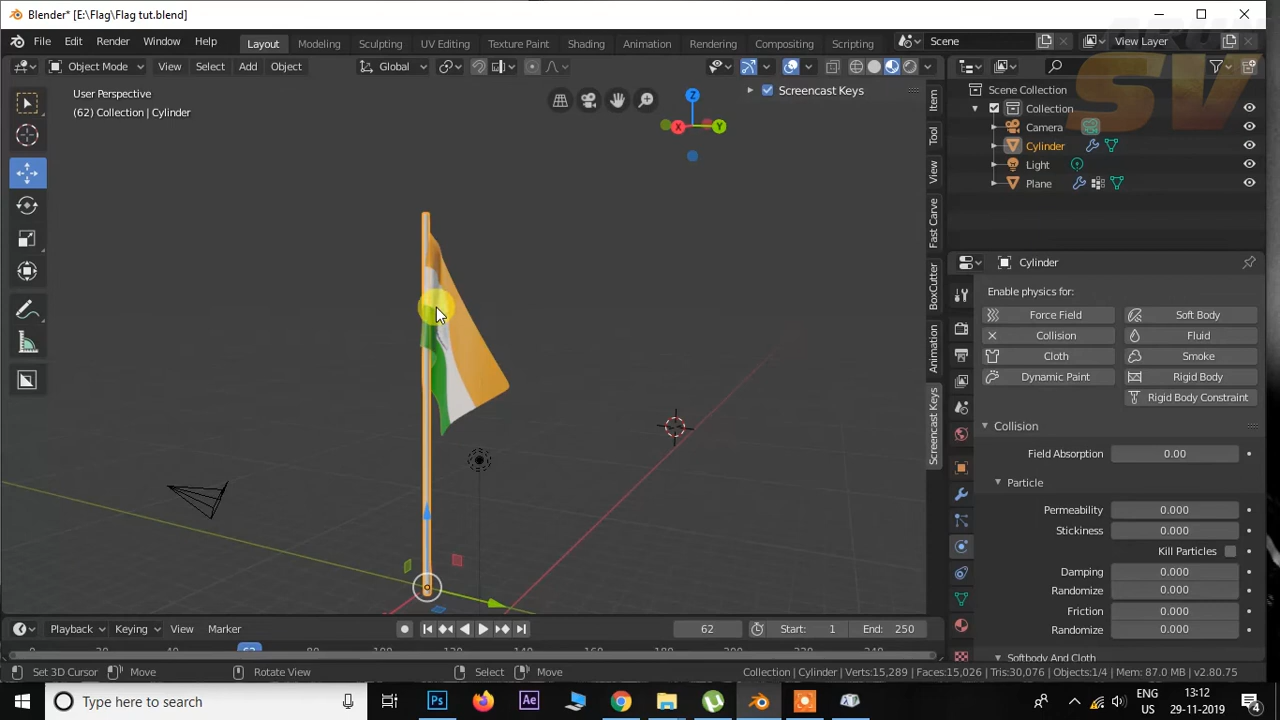 Blender* [E:\Flag\Flag tut.blend]
File Edit Render Window Help Layout Modeling Sculpting UV Editing Texture Paint Shading Animation Rendering Compositing Scripting Scene View Layer
Object Mode View Select Add Object Global
User Perspective
(62) Collection | Cylinder
Screencast Keys
Z
X
Y
Item
Tool
View
Fast Carve
BoxCutter
Animation
Screencast Keys
Scene Collection
Collection
Camera
Cylinder
Light
Plane
SV
Cylinder
Enable physics for:
Force Field Soft Body
Collision Fluid
Cloth Smoke
Dynamic Paint Rigid Body
Rigid Body Constraint
Collision
Field Absorption 0.00
Particle
Permeability 0.000
Stickiness 0.000
Kill Particles
Damping 0.000
Randomize 0.000
Friction 0.000
Randomize 0.000
Softbody And Cloth
Playback Keying View Marker 62 Start: 1 End: 250
Set 3D Cursor Move Rotate View Select Move Collection | Cylinder | Verts:15,289 | Faces:15,026 | Tris:30,076 | Objects:1/4 | Mem: 87.0 MB | v2.80.75
Type here to search
Ps
Ae
ENG
US
13:12
29-11-2019
4